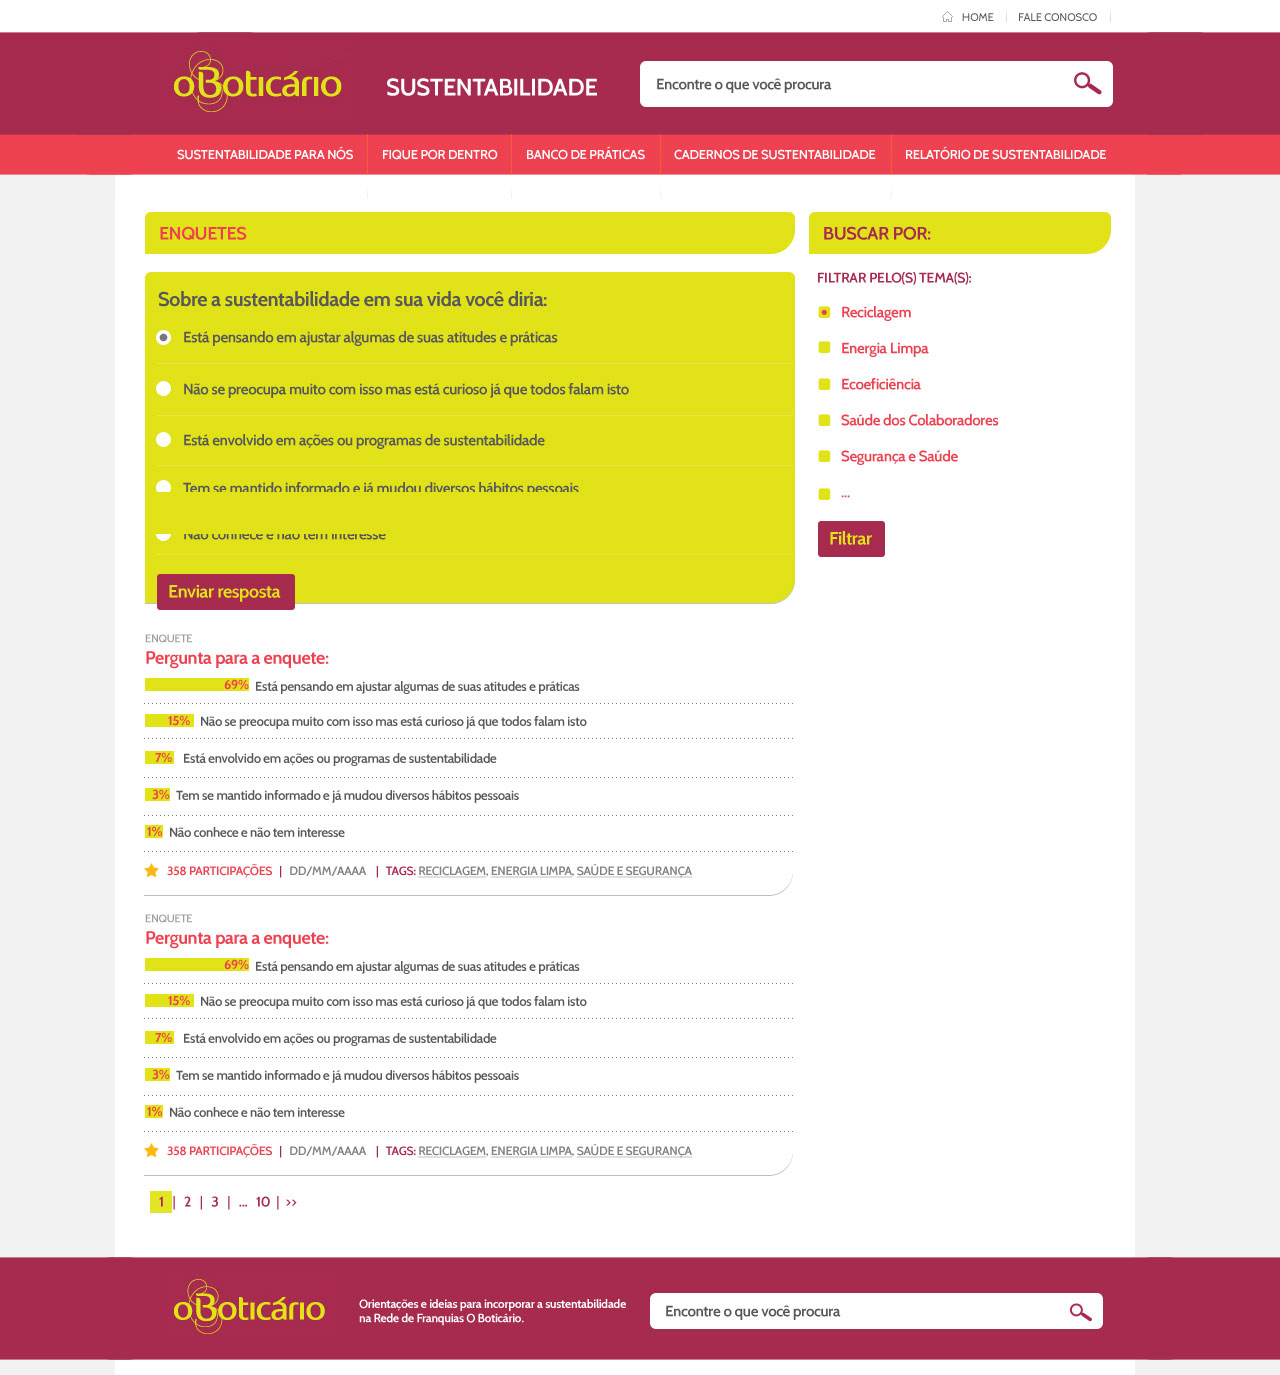 HOME
FALE CONOSCO
oBoticário
SUSTENTABILIDADE
Encontre o que você procura
SUSTENTABILIDADE PARA NÓS
FIQUE POR DENTRO
BANCO DE PRÁTICAS
CADERNOS DE SUSTENTABILIDADE
RELATÓRIO DE SUSTENTABILIDADE
ENQUETES
Sobre a sustentabilidade em sua vida você diria:
Está pensando em ajustar algumas de suas atitudes e práticas
Não se preocupa muito com isso mas está curioso já que todos falam isto
Está envolvido em ações ou programas de sustentabilidade
Tem se mantido informado e já mudou diversos hábitos pessoais
Não conhece e não tem interesse
Enviar resposta
BUSCAR POR:
FILTRAR PELO(S) TEMA(S):
Reciclagem
Energia Limpa
Ecoeficiência
Saúde dos Colaboradores
Segurança e Saúde
...
Filtrar
ENQUETE
Pergunta para a enquete:
69% Está pensando em ajustar algumas de suas atitudes e práticas
15% Não se preocupa muito com isso mas está curioso já que todos falam isto
7% Está envolvido em ações ou programas de sustentabilidade
3% Tem se mantido informado e já mudou diversos hábitos pessoais
1% Não conhece e não tem interesse
358 PARTICIPAÇÕES | DD/MM/AAAA | TAGS: RECICLAGEM, ENERGIA LIMPA, SAÚDE E SEGURANÇA
ENQUETE
Pergunta para a enquete:
69% Está pensando em ajustar algumas de suas atitudes e práticas
15% Não se preocupa muito com isso mas está curioso já que todos falam isto
7% Está envolvido em ações ou programas de sustentabilidade
3% Tem se mantido informado e já mudou diversos hábitos pessoais
1% Não conhece e não tem interesse
358 PARTICIPAÇÕES | DD/MM/AAAA | TAGS: RECICLAGEM, ENERGIA LIMPA, SAÚDE E SEGURANÇA
1 | 2 | 3 | ... 10 | >>
oBoticário
Orientações e ideias para incorporar a sustentabilidade
na Rede de Franquias O Boticário.
Encontre o que você procura